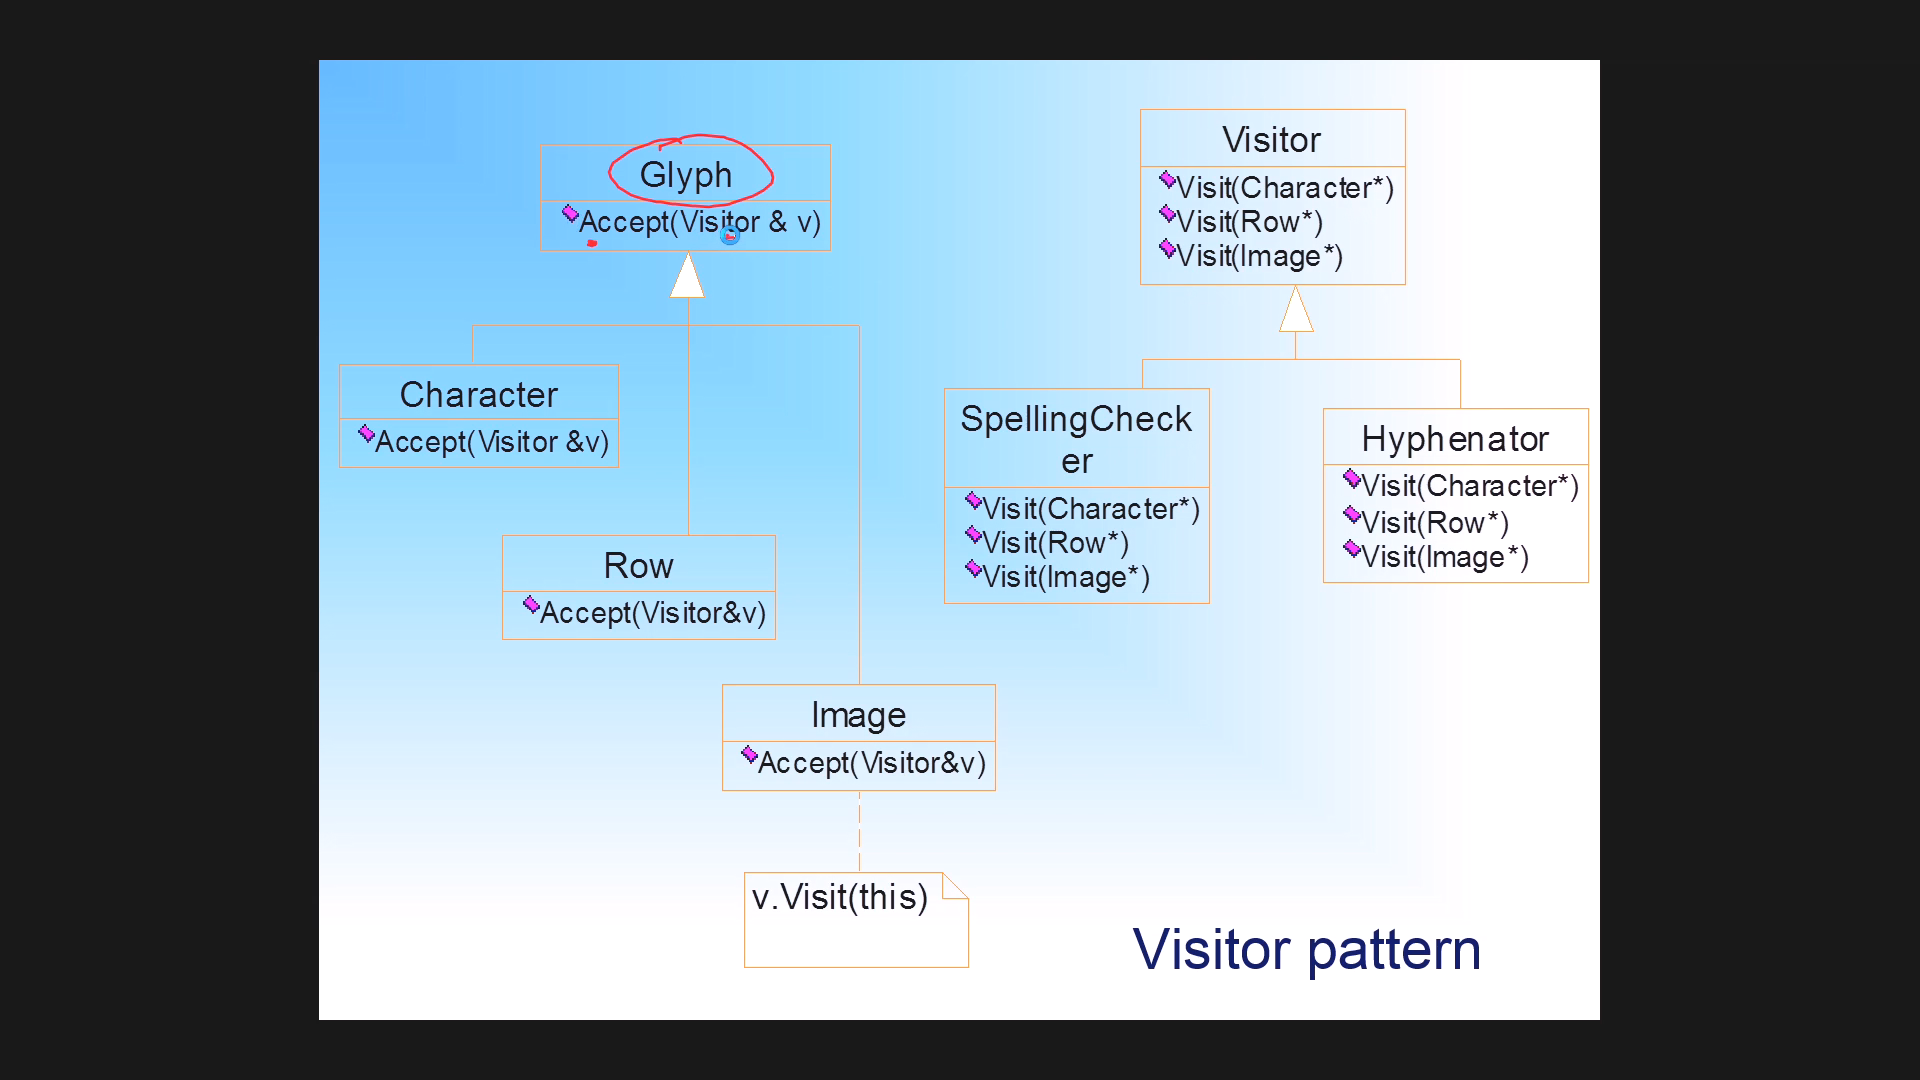 Glyph
Accept(Visitor & v)
Visitor
Visit(Character*)
Visit(Row*)
Visit(Image*)
Character
Accept(Visitor &v)
SpellingCheck
er
Visit(Character*)
Visit(Row*)
Visit(Image*)
Hyphenator
Visit(Character*)
Visit(Row*)
Visit(Image*)
Row
Accept(Visitor&v)
Image
Accept(Visitor&v)
v.Visit(this)
Visitor pattern